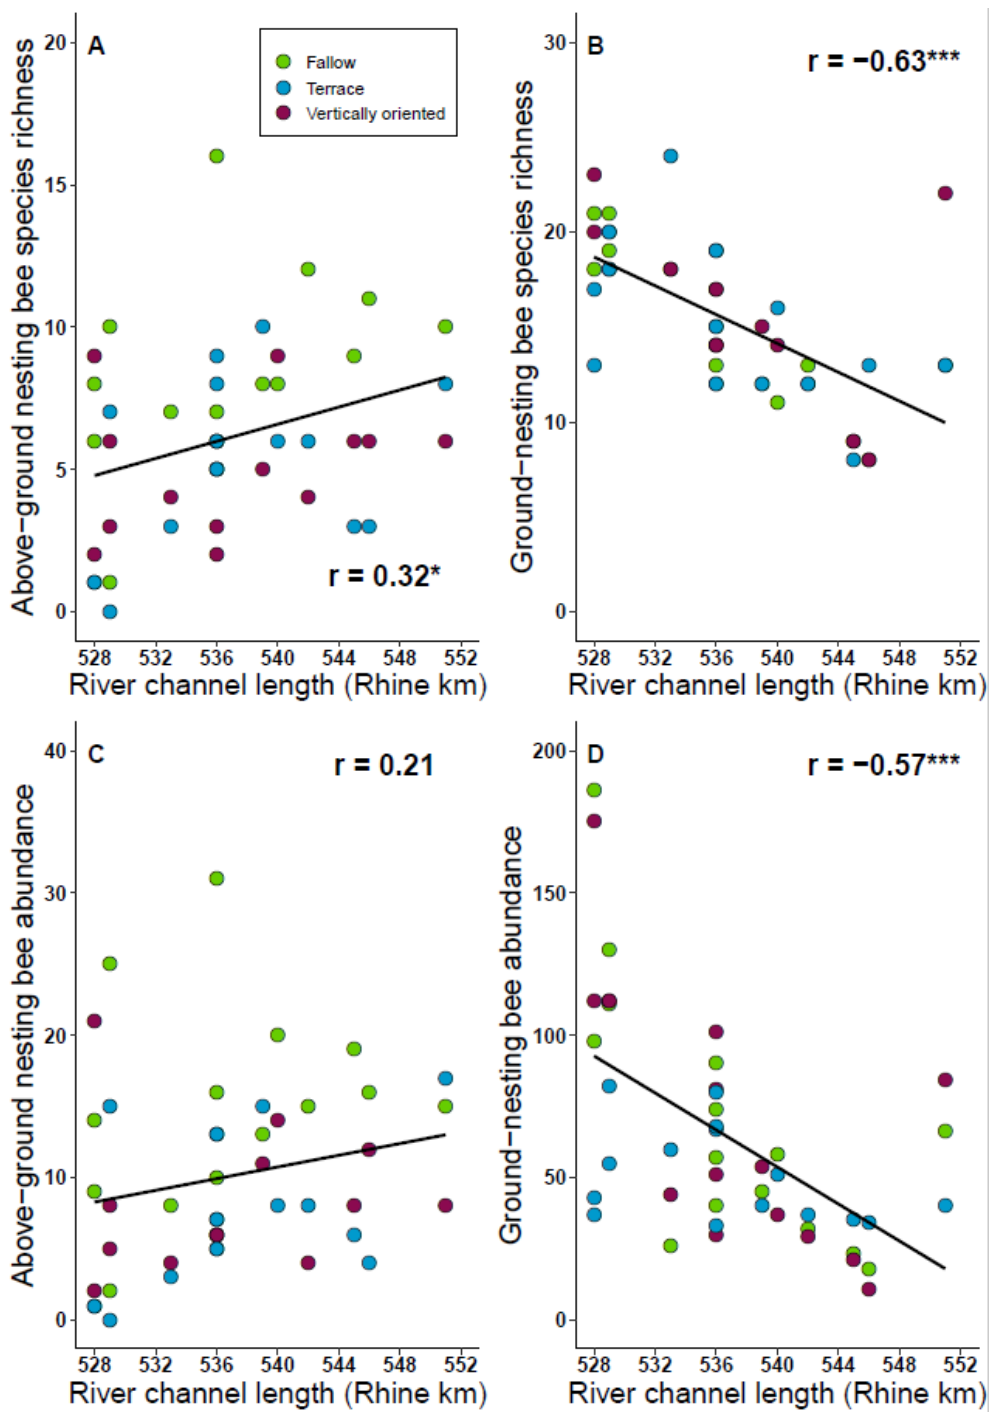 A
Fallow
Terrace
Vertically oriented
20
15
10
5
0
Above−ground nesting bee species richness
r = 0.32*
528 532 536 540 544 548 552
River channel length (Rhine km)
B
r = −0.63***
30
20
10
0
Ground−nesting bee species richness
528 532 536 540 544 548 552
River channel length (Rhine km)
C
r = 0.21
40
30
20
10
0
Above−ground nesting bee abundance
528 532 536 540 544 548 552
River channel length (Rhine km)
D
r = −0.57***
200
150
100
50
0
Ground−nesting bee abundance
528 532 536 540 544 548 552
River channel length (Rhine km)